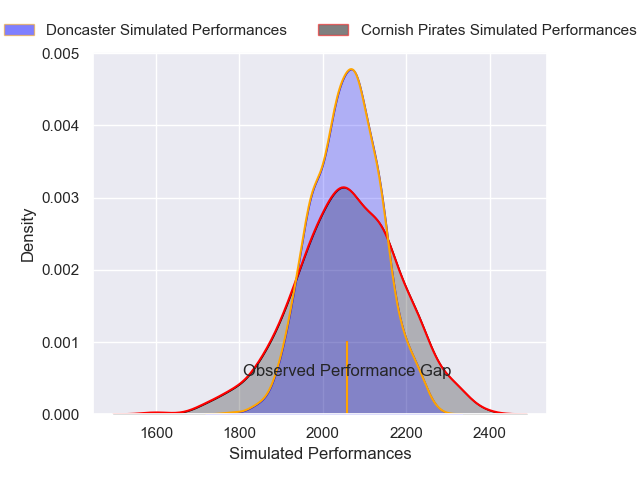 Doncaster Simulated Performances Cornish Pirates Simulated Performances
0.005
0.004
0.003
0.002
0.001
0.000
Density
Observed Performance Gap
1600 1800 2000 2200 2400
Simulated Performances